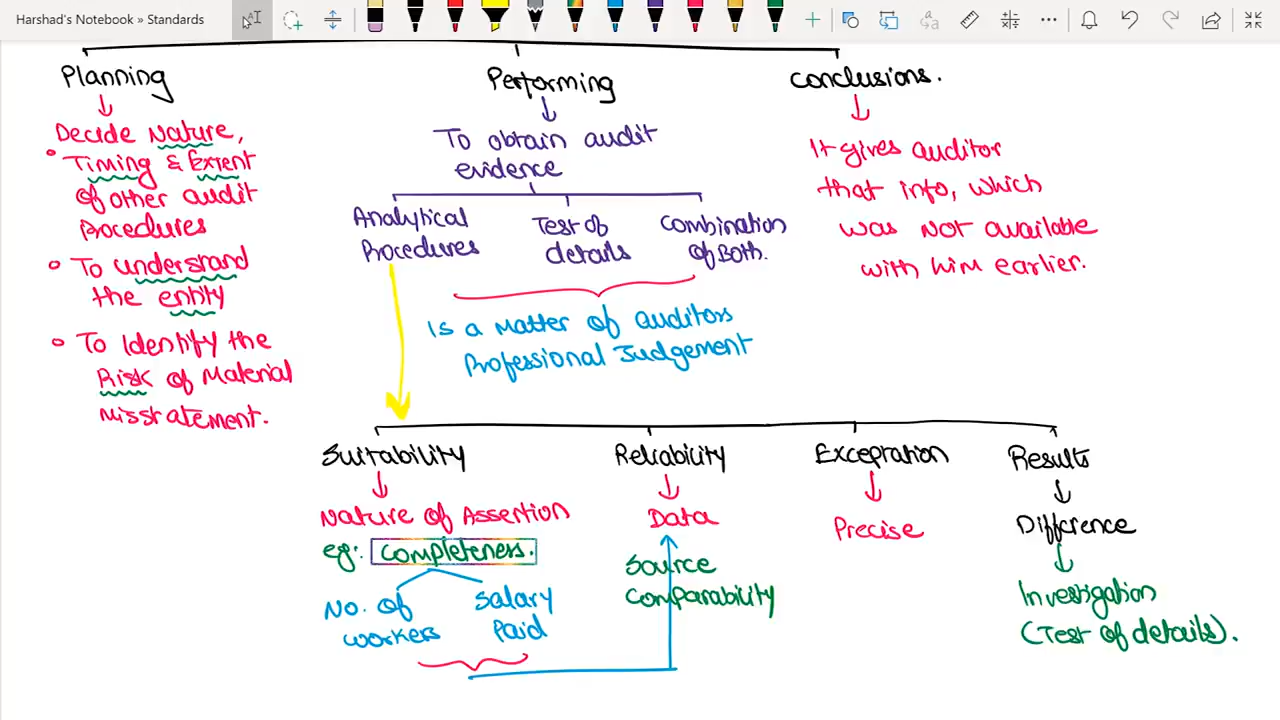 Harshad's Notebook » Standards
Planning
Decide Nature,
Timing & Extent
of other audit
Procedures
To understand
the entity
To Identify the
Risk of Material
Misstatement.
Performing
To obtain audit
evidence
Analytical
Procedures
Test of
details
Combination
of Both.
Is a Matter of auditors
Professional Judgement
Conclusions.
It gives auditor
that info, which
was Not available
with him earlier.
Suitability
Nature of Assertion
eg: Completeness.
No. of
workers
Salary
Paid
Reliability
Data
Source
Comparability
Exceptation
Precise
Results
Difference
Investigation
(Test of details).